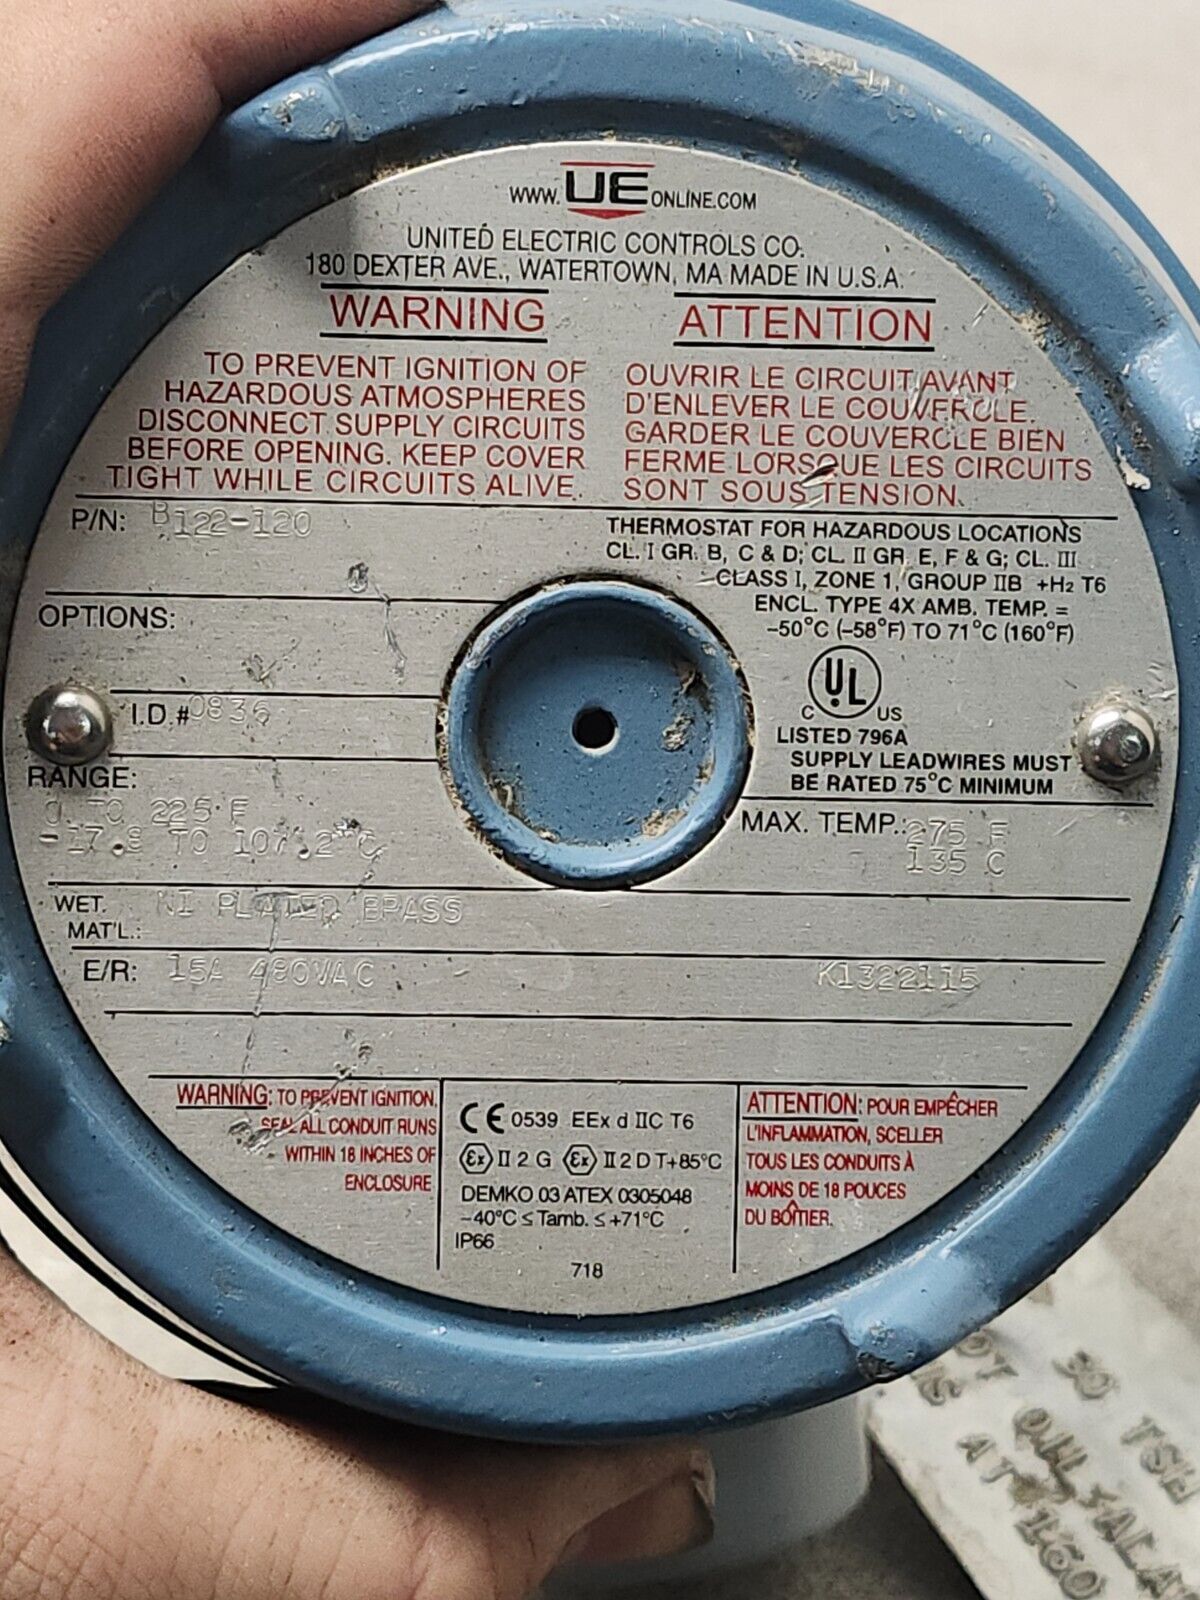 WWW. UE ONLINE.COM
UNITED ELECTRIC CONTROLS CO.
180 DEXTER AVE., WATERTOWN, MA MADE IN U.S.A.
WARNING
TO PREVENT IGNITION OF
HAZARDOUS ATMOSPHERES
DISCONNECT SUPPLY CIRCUITS
BEFORE OPENING. KEEP COVER
TIGHT WHILE CIRCUITS ALIVE.
ATTENTION
OUVRIR LE CIRCUIT AVANT
D'ENLEVER LE COUVERCLE.
GARDER LE COUVERCLE BIEN
FERME LORSQUE LES CIRCUITS
SONT SOUS TENSION.
P/N: B122-120
OPTIONS:
I.D.# 0836
RANGE:
0 TO 225°F
-17.8 TO 107.2°C
THERMOSTAT FOR HAZARDOUS LOCATIONS
CL. I GR. B, C & D; CL. II GR. E, F & G; CL. III
CLASS I, ZONE 1, GROUP IIB +H₂ T6
ENCL. TYPE 4X AMB. TEMP. =
-50°C (-58°F) TO 71°C (160°F)
C UL US
LISTED 796A
SUPPLY LEADWIRES MUST
BE RATED 75°C MINIMUM
MAX. TEMP.: 275 F
135 C
WET. MAT'L.: NI PLATED BRASS
E/R: 15A 480VAC K1322115
WARNING: TO PREVENT IGNITION,
SEAL ALL CONDUIT RUNS
WITHIN 18 INCHES OF
ENCLOSURE
CE 0539 EEx d IIC T6
Ex II 2 G Ex II 2 D T+85°C
DEMKO 03 ATEX 0305048
-40°C ≤ Tamb. ≤ +71°C
IP66
718
ATTENTION: POUR EMPÊCHER
L'INFLAMMATION, SCELLER
TOUS LES CONDUITS À
MOINS DE 18 POUCES
DU BOÎTIER.
30 TSH